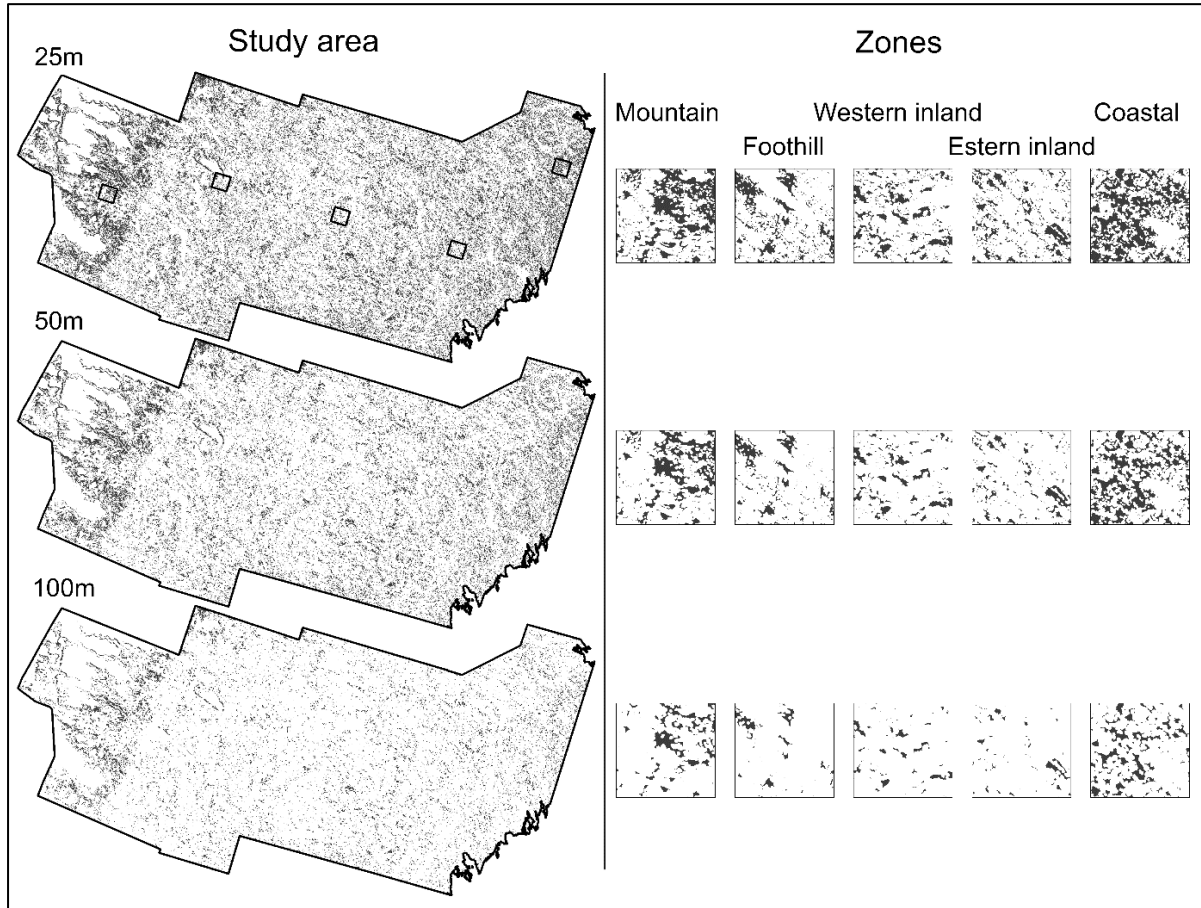 Study area
Zones
25m
Mountain
Western inland
Coastal
Foothill
Estern inland
50m
100m